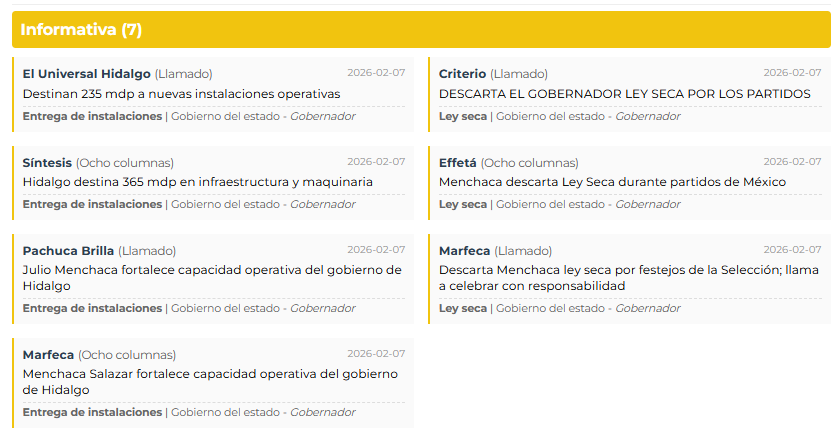 Informativa (7)
El Universal Hidalgo (Llamado) 2026-02-07
Destinan 235 mdp a nuevas instalaciones operativas
Entrega de instalaciones | Gobierno del estado - Gobernador
Criterio (Llamado) 2026-02-07
DESCARTA EL GOBERNADOR LEY SECA POR LOS PARTIDOS
Ley seca | Gobierno del estado - Gobernador
Síntesis (Ocho columnas) 2026-02-07
Hidalgo destina 365 mdp en infraestructura y maquinaria
Entrega de instalaciones | Gobierno del estado - Gobernador
Effetá (Ocho columnas) 2026-02-07
Menchaca descarta Ley Seca durante partidos de México
Ley seca | Gobierno del estado - Gobernador
Pachuca Brilla (Llamado) 2026-02-07
Julio Menchaca fortalece capacidad operativa del gobierno de
Hidalgo
Entrega de instalaciones | Gobierno del estado - Gobernador
Marfeca (Llamado) 2026-02-07
Descarta Menchaca ley seca por festejos de la Selección; llama
a celebrar con responsabilidad
Ley seca | Gobierno del estado - Gobernador
Marfeca (Ocho columnas) 2026-02-07
Menchaca Salazar fortalece capacidad operativa del gobierno
de Hidalgo
Entrega de instalaciones | Gobierno del estado - Gobernador